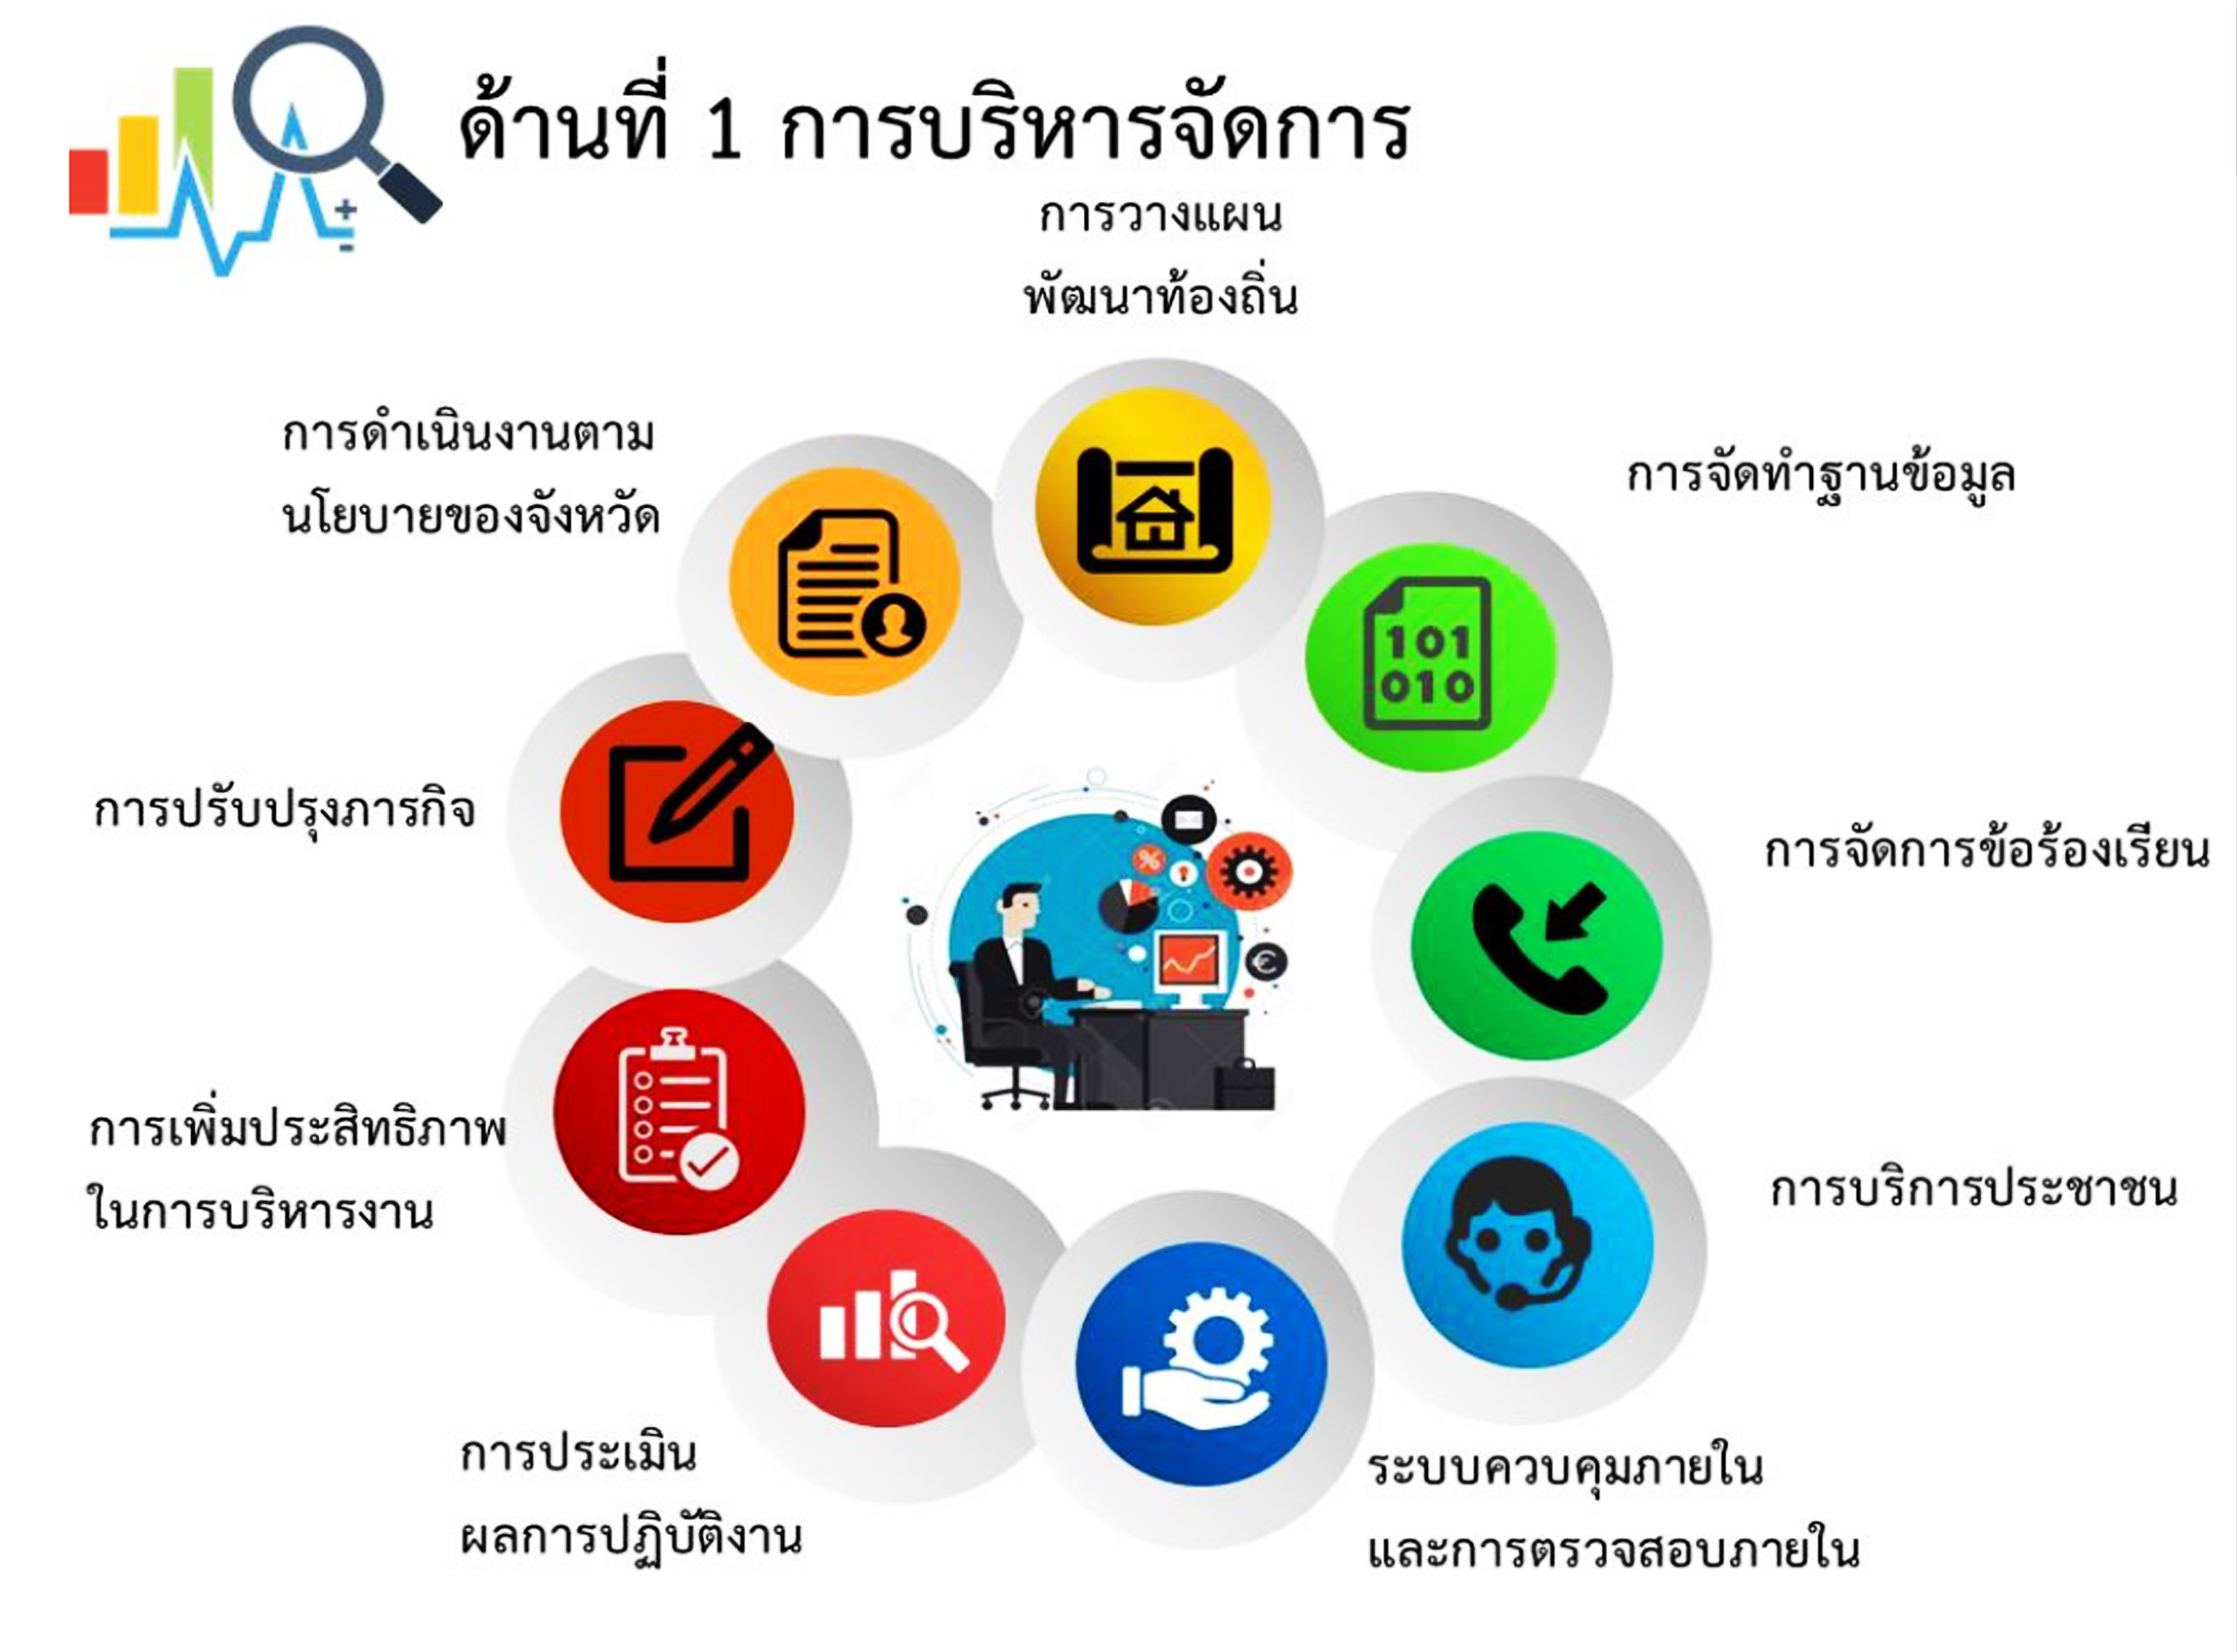 ด้านที่ 1 การบริหารจัดการ
การวางแผน
พัฒนาท้องถิ่น
การจัดทำฐานข้อมูล
101
010
การจัดการข้อร้องเรียน
การบริการประชาชน
ระบบควบคุมภายใน
และการตรวจสอบภายใน
การประเมิน
ผลการปฏิบัติงาน
การเพิ่มประสิทธิภาพ
ในการบริหารงาน
การปรับปรุงภารกิจ
การดำเนินงานตาม
นโยบายของจังหวัด
%
€